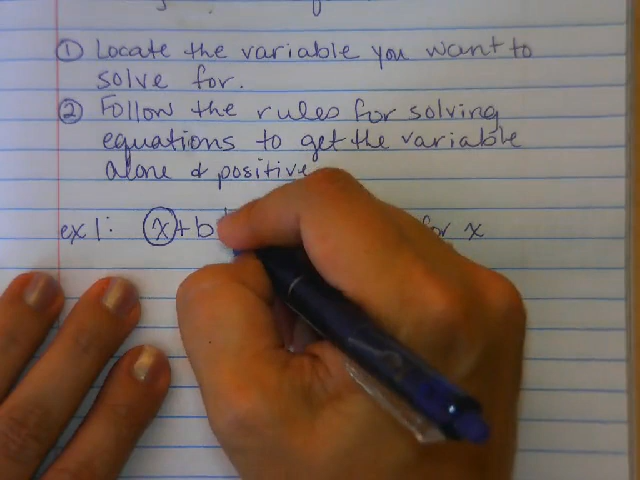 ① Locate the variable you want to
solve for.
② Follow the rules for solving
equations to get the variable
alone & positive
ex 1: x + b for x